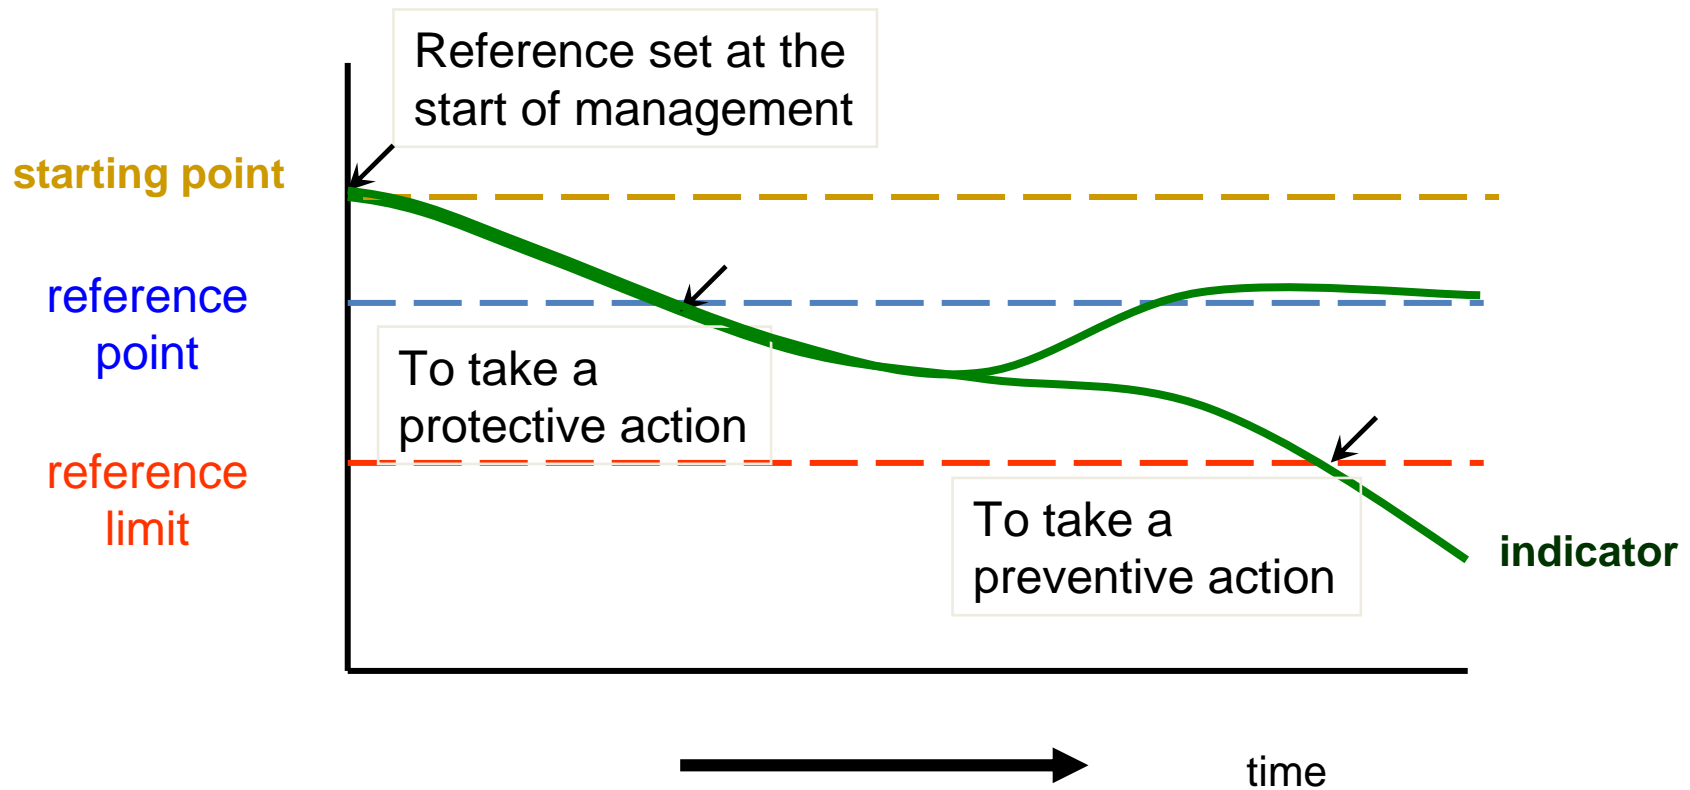 Reference set at the
start of management
starting point
reference
point
To take a
protective action
reference
limit
To take a
preventive action
indicator
time